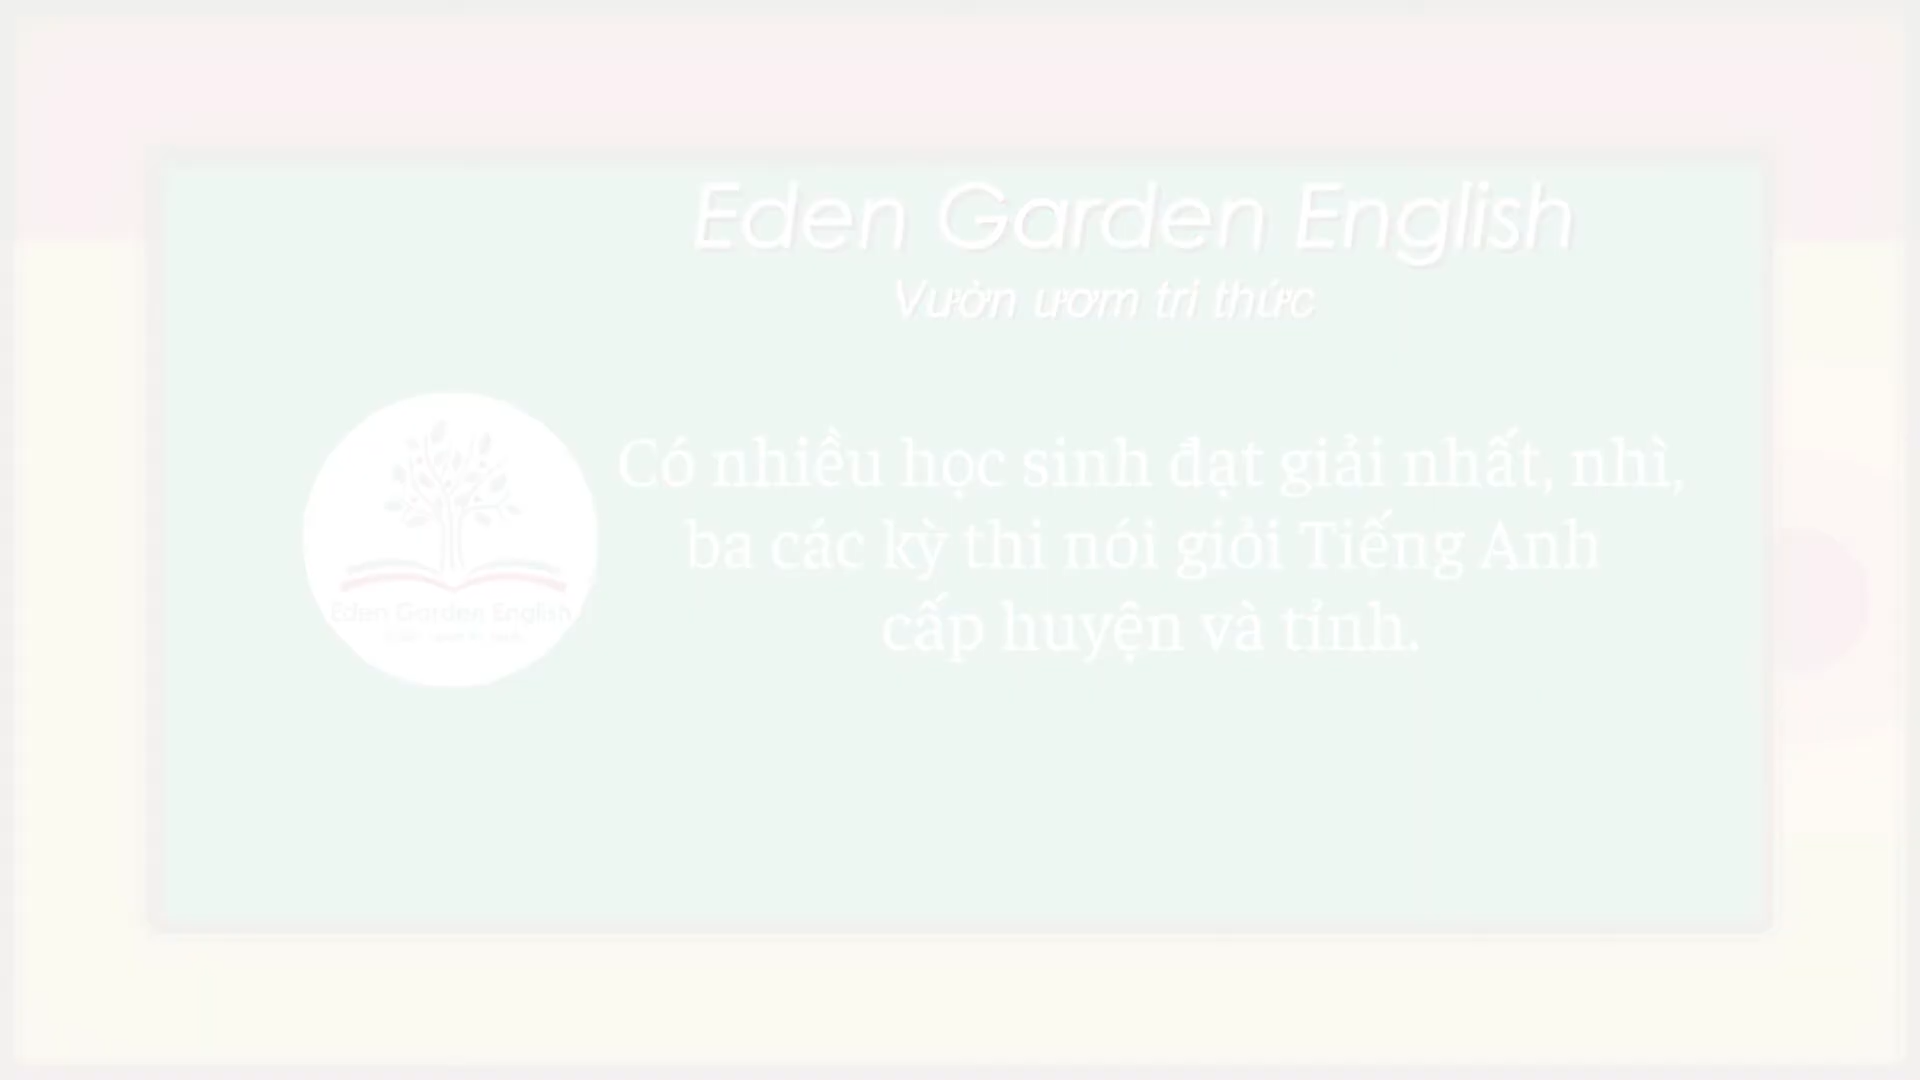 Eden Garden English
Vườn ươm tri thức
Có nhiều học sinh đạt giải nhất, nhì,
ba các kỳ thi nói giỏi Tiếng Anh
cấp huyện và tỉnh.
Eden Garden English